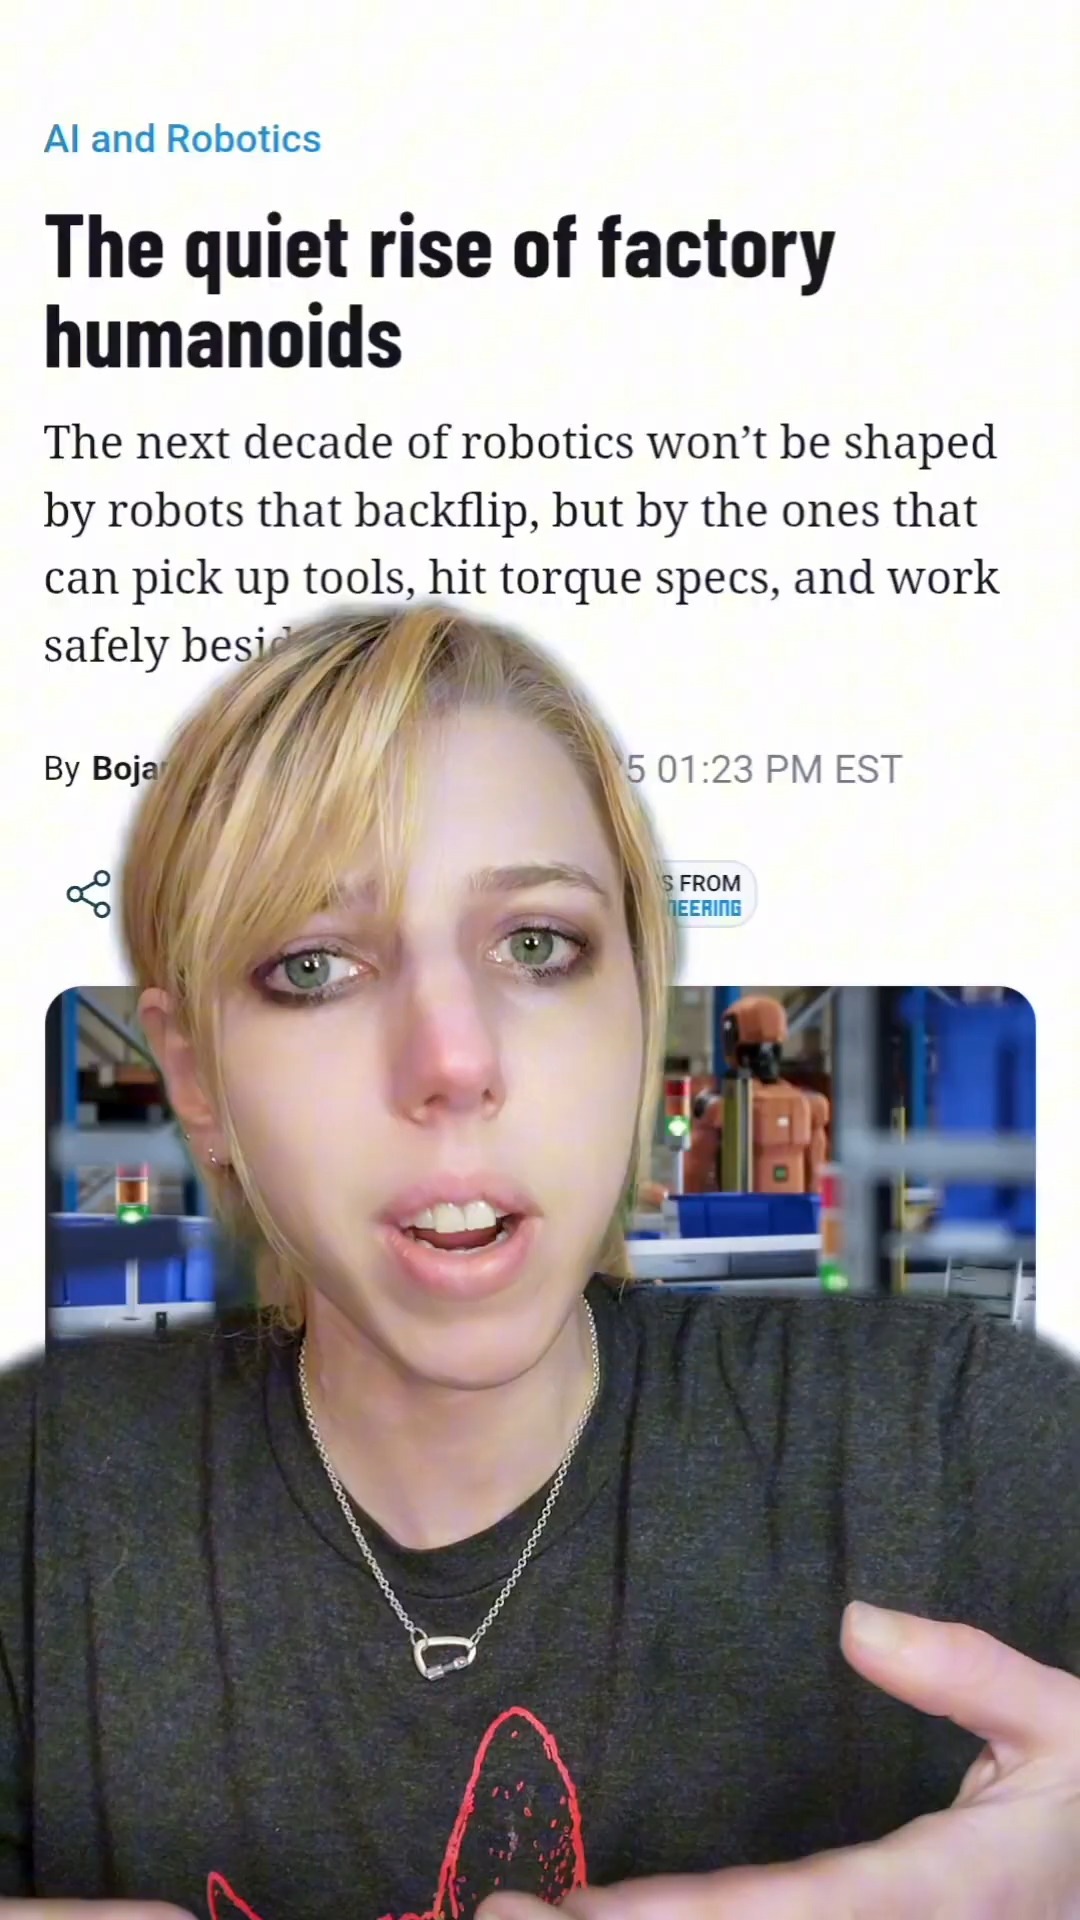 AI and Robotics
The quiet rise of factory
humanoids
The next decade of robotics won’t be shaped
by robots that backflip, but by the ones that
can pick up tools, hit torque specs, and work
safely
By
01:23 PM EST
FROM